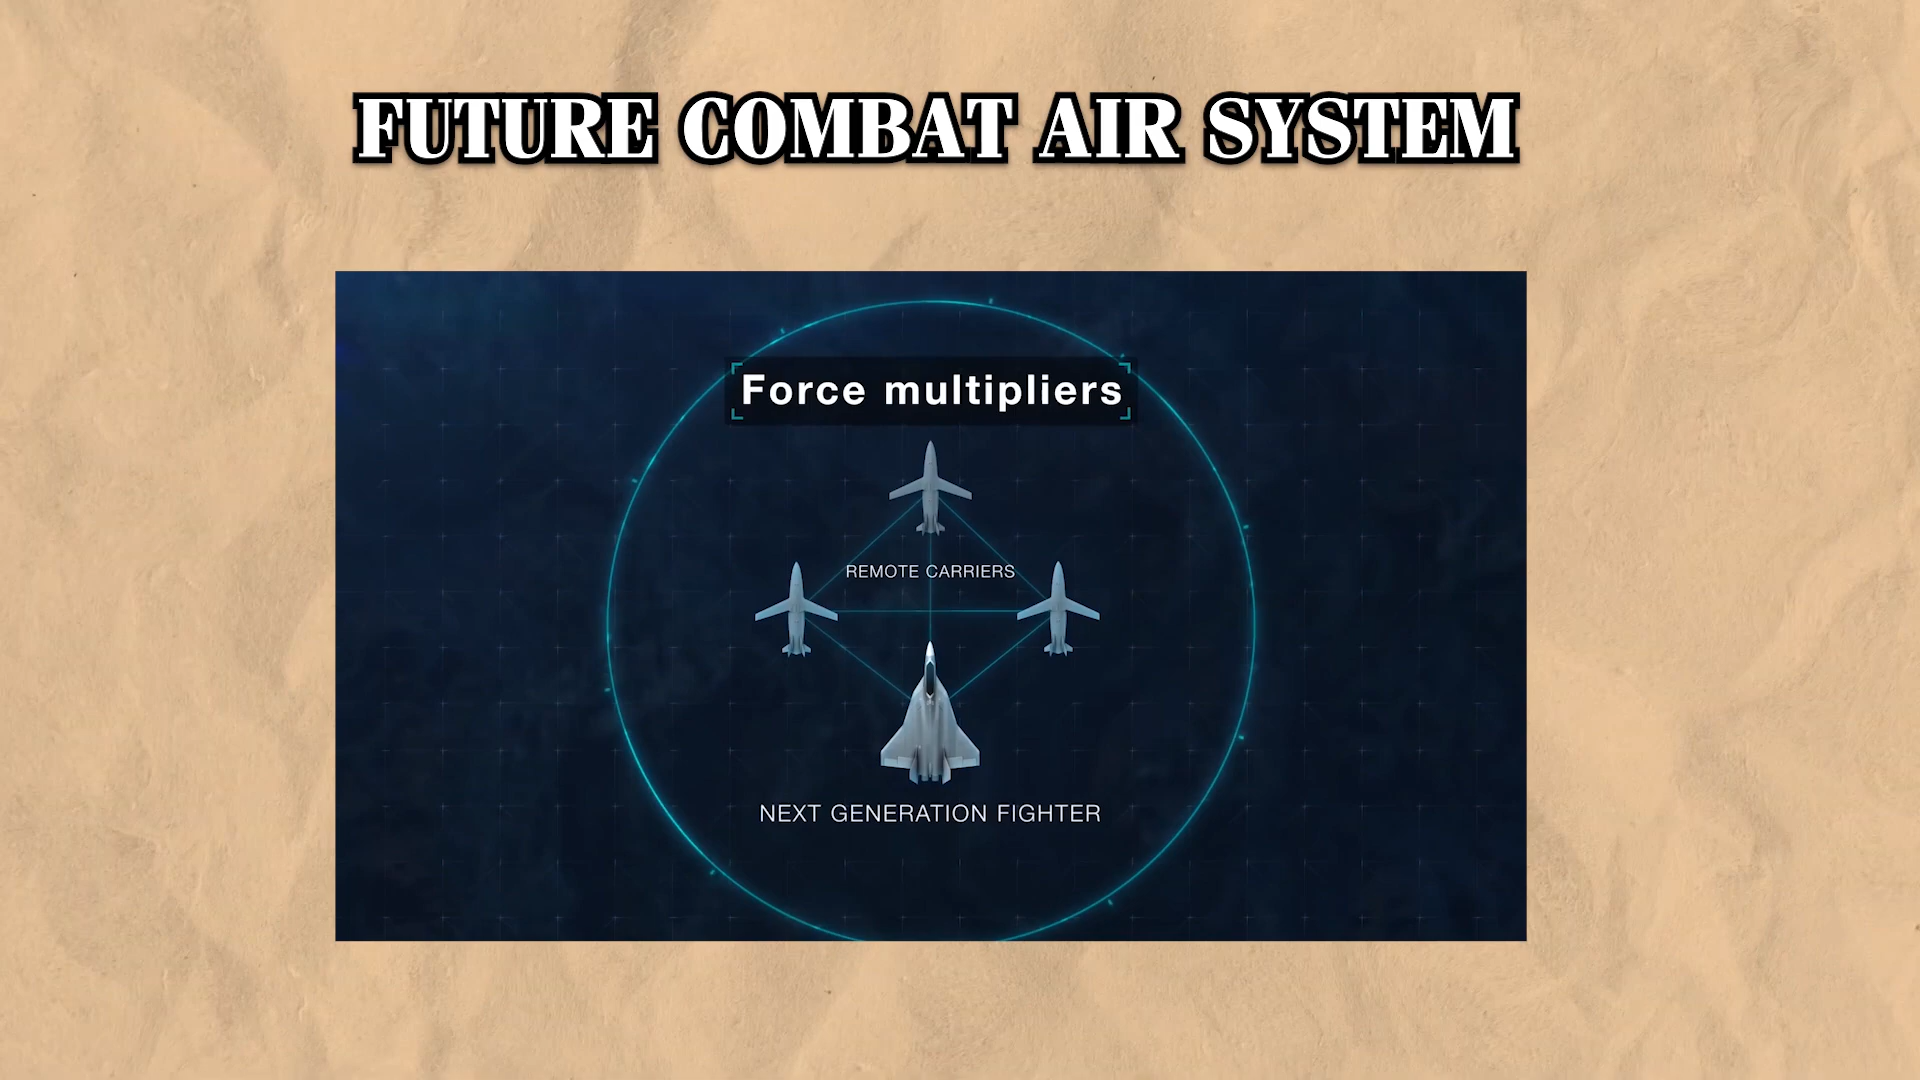 FUTURE COMBAT AIR SYSTEM
Force multipliers
REMOTE CARRIERS
NEXT GENERATION FIGHTER